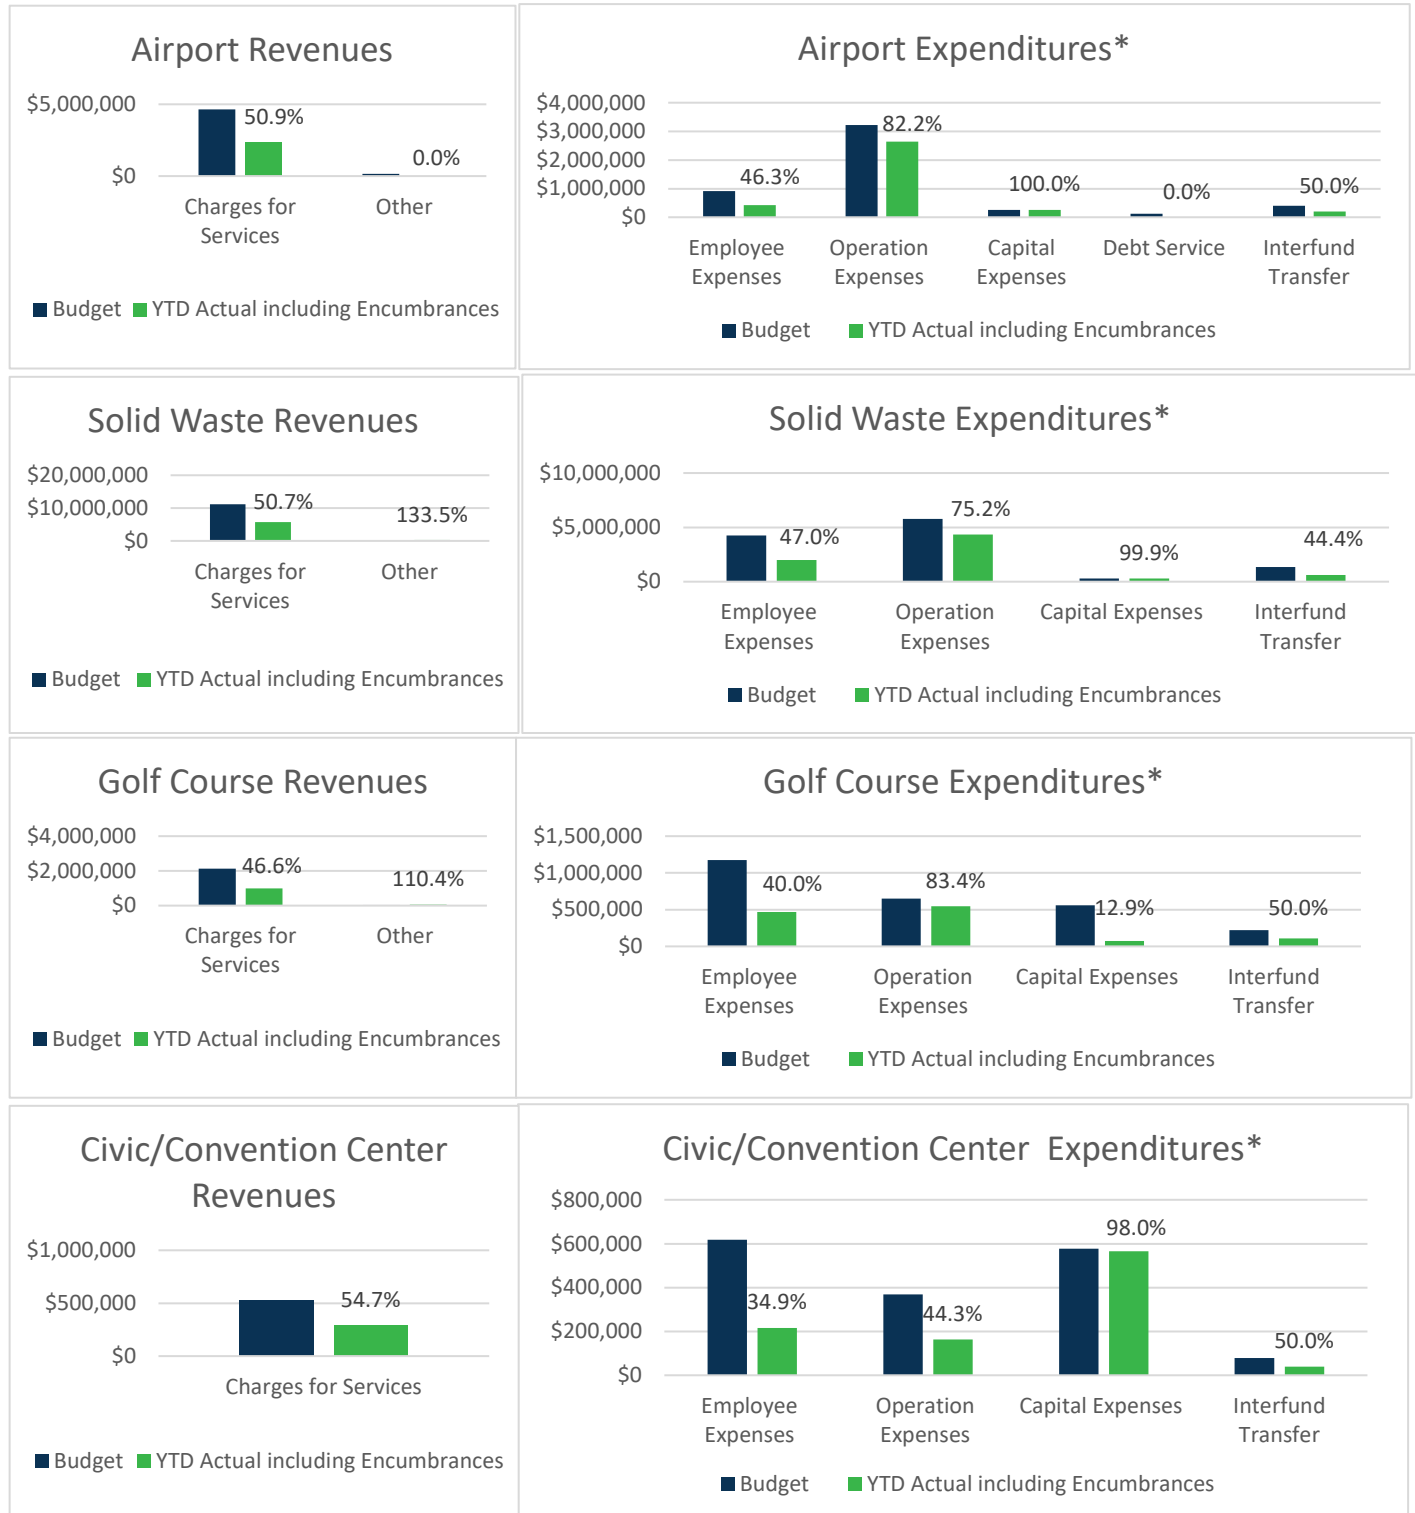 Airport Revenues
$5,000,000
$0
50.9%
0.0%
Charges for
Services
Other
Budget YTD Actual including Encumbrances
Airport Expenditures*
$4,000,000
$3,000,000
$2,000,000
$1,000,000
$0
46.3%
82.2%
100.0%
0.0%
50.0%
Employee
Expenses
Operation
Expenses
Capital
Expenses
Debt Service
Interfund
Transfer
Budget YTD Actual including Encumbrances
Solid Waste Revenues
$20,000,000
$10,000,000
$0
50.7%
133.5%
Charges for
Services
Other
Budget YTD Actual including Encumbrances
Solid Waste Expenditures*
$10,000,000
$5,000,000
$0
47.0%
75.2%
99.9%
44.4%
Employee
Expenses
Operation
Expenses
Capital Expenses
Interfund
Transfer
Budget YTD Actual including Encumbrances
Golf Course Revenues
$4,000,000
$2,000,000
$0
46.6%
110.4%
Charges for
Services
Other
Budget YTD Actual including Encumbrances
Golf Course Expenditures*
$1,500,000
$1,000,000
$500,000
$0
40.0%
83.4%
12.9%
50.0%
Employee
Expenses
Operation
Expenses
Capital Expenses
Interfund
Transfer
Budget YTD Actual including Encumbrances
Civic/Convention Center
Revenues
$1,000,000
$500,000
$0
54.7%
Charges for Services
Budget YTD Actual including Encumbrances
Civic/Convention Center Expenditures*
$800,000
$600,000
$400,000
$200,000
$0
34.9%
44.3%
98.0%
50.0%
Employee
Expenses
Operation
Expenses
Capital Expenses
Interfund
Transfer
Budget YTD Actual including Encumbrances